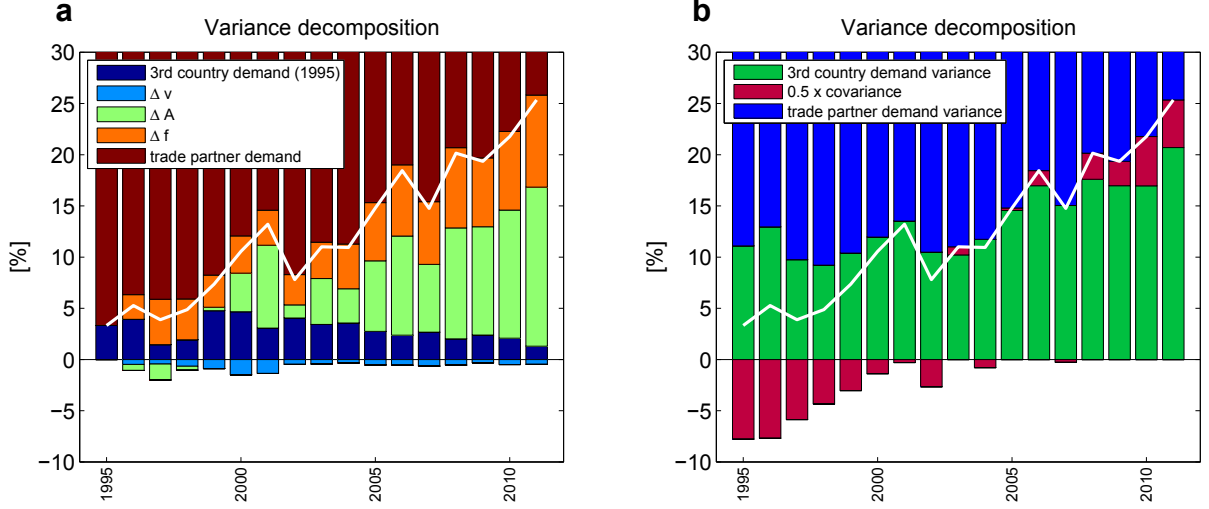 a
Variance decomposition
[%]
30
25
20
15
10
5
0
−5
−10
3rd country demand (1995)
Δ v
Δ A
Δ f
trade partner demand
1995
2000
2005
2010
b
Variance decomposition
[%]
30
25
20
15
10
5
0
−5
−10
3rd country demand variance
0.5 x covariance
trade partner demand variance
1995
2000
2005
2010